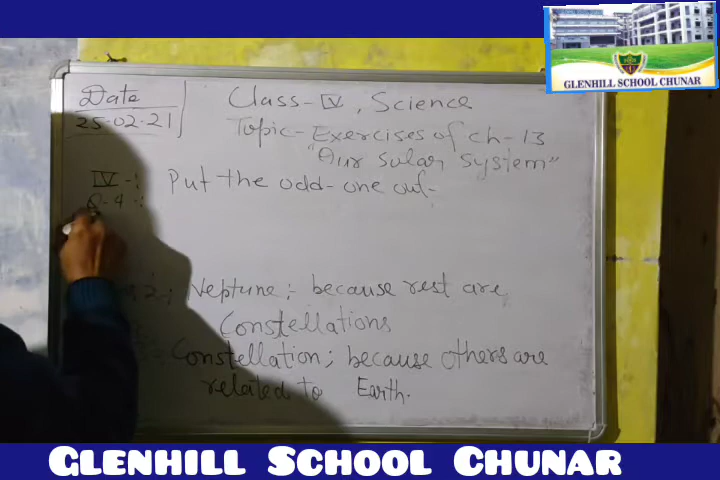 GLENHILL SCHOOL CHUNAR
Date
25-02-21
Class-IV, Science
Topic-Exercises of ch-13
"Our solar system"
IV-: Put the odd-one out-
Q-4-:
2; Neptune;- because rest are
Constellations
Constellation; because others are
related to Earth.
GLENHILL SCHOOL CHUNAR